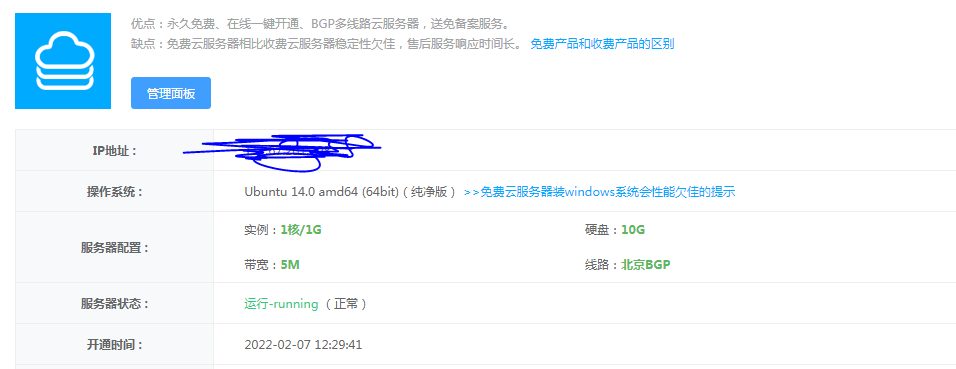 优点：永久免费、在线一键开通、BGP多线路云服务器，送免备案服务。
缺点：免费云服务器相比收费云服务器稳定性欠佳，售后服务响应时间长。 免费产品和收费产品的区别
管理面板
IP地址：
操作系统： Ubuntu 14.0 amd64 (64bit)（纯净版） >>免费云服务器装windows系统会性能欠佳的提示
服务器配置：
实例：1核/1G 硬盘：10G
带宽：5M 线路：北京BGP
服务器状态： 运行-running （正常）
开通时间： 2022-02-07 12:29:41